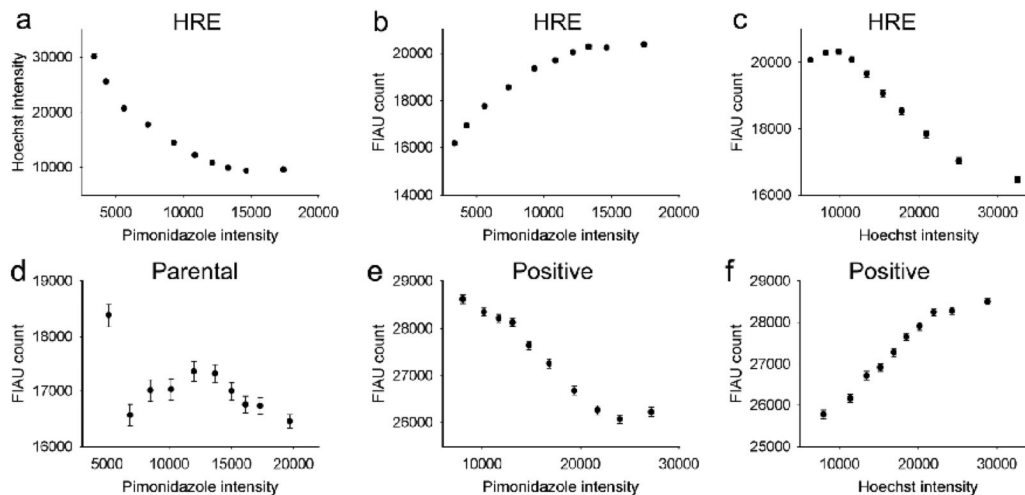 a HRE
Hoechst intensity
30000
20000
10000
5000 10000 15000 20000
Pimonidazole intensity
b HRE
FIAU count
20000
18000
16000
14000
5000 10000 15000 20000
Pimonidazole intensity
c HRE
FIAU count
20000
18000
16000
10000 20000 30000
Hoechst intensity
d Parental
FIAU count
19000
18000
17000
16000
5000 10000 15000 20000
Pimonidazole intensity
e Positive
FIAU count
29000
28000
27000
26000
10000 20000 30000
Pimonidazole intensity
f Positive
FIAU count
29000
28000
27000
26000
25000
10000 20000 30000
Hoechst intensity